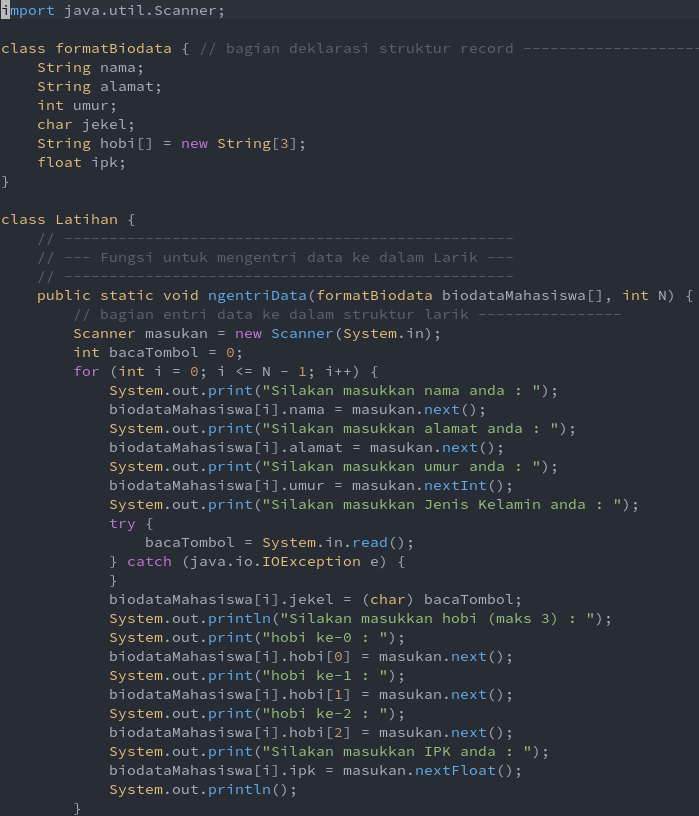 import java.util.Scanner;

class formatBiodata { // bagian deklarasi struktur record --------------------
    String nama;
    String alamat;
    int umur;
    char jekel;
    String hobi[] = new String[3];
    float ipk;
}

class Latihan {
    // --------------------------------------------------
    // --- Fungsi untuk mengentri data ke dalam Larik ---
    // --------------------------------------------------
    public static void ngentriData(formatBiodata biodataMahasiswa[], int N) {
        // bagian entri data ke dalam struktur larik ----------------
        Scanner masukan = new Scanner(System.in);
        int bacaTombol = 0;
        for (int i = 0; i <= N - 1; i++) {
            System.out.print("Silakan masukkan nama anda : ");
            biodataMahasiswa[i].nama = masukan.next();
            System.out.print("Silakan masukkan alamat anda : ");
            biodataMahasiswa[i].alamat = masukan.next();
            System.out.print("Silakan masukkan umur anda : ");
            biodataMahasiswa[i].umur = masukan.nextInt();
            System.out.print("Silakan masukkan Jenis Kelamin anda : ");
            try {
                bacaTombol = System.in.read();
            } catch (java.io.IOException e) {
            }
            biodataMahasiswa[i].jekel = (char) bacaTombol;
            System.out.println("Silakan masukkan hobi (maks 3) : ");
            System.out.print("hobi ke-0 : ");
            biodataMahasiswa[i].hobi[0] = masukan.next();
            System.out.print("hobi ke-1 : ");
            biodataMahasiswa[i].hobi[1] = masukan.next();
            System.out.print("hobi ke-2 : ");
            biodataMahasiswa[i].hobi[2] = masukan.next();
            System.out.print("Silakan masukkan IPK anda : ");
            biodataMahasiswa[i].ipk = masukan.nextFloat();
            System.out.println();
        }